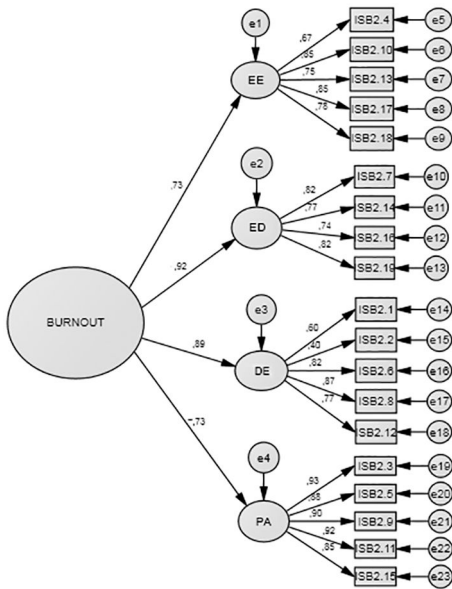 e1
EE
,67
,65
,75
,85
,78
ISB2.4
e5
ISB2.10
e6
ISB2.13
e7
ISB2.17
e8
ISB2.18
e9
,73
e2
ED
,82
,77
,74
,82
ISB2.7
e10
ISB2.14
e11
ISB2.16
e12
ISB2.19
e13
,92
BURNOUT
e3
DE
,60
,40
,82
,87
,77
ISB2.1
e14
ISB2.2
e15
ISB2.6
e16
ISB2.8
e17
ISB2.12
e18
,89
-,73
e4
PA
,93
,88
,90
,92
,85
ISB2.3
e19
ISB2.5
e20
ISB2.9
e21
ISB2.11
e22
ISB2.15
e23